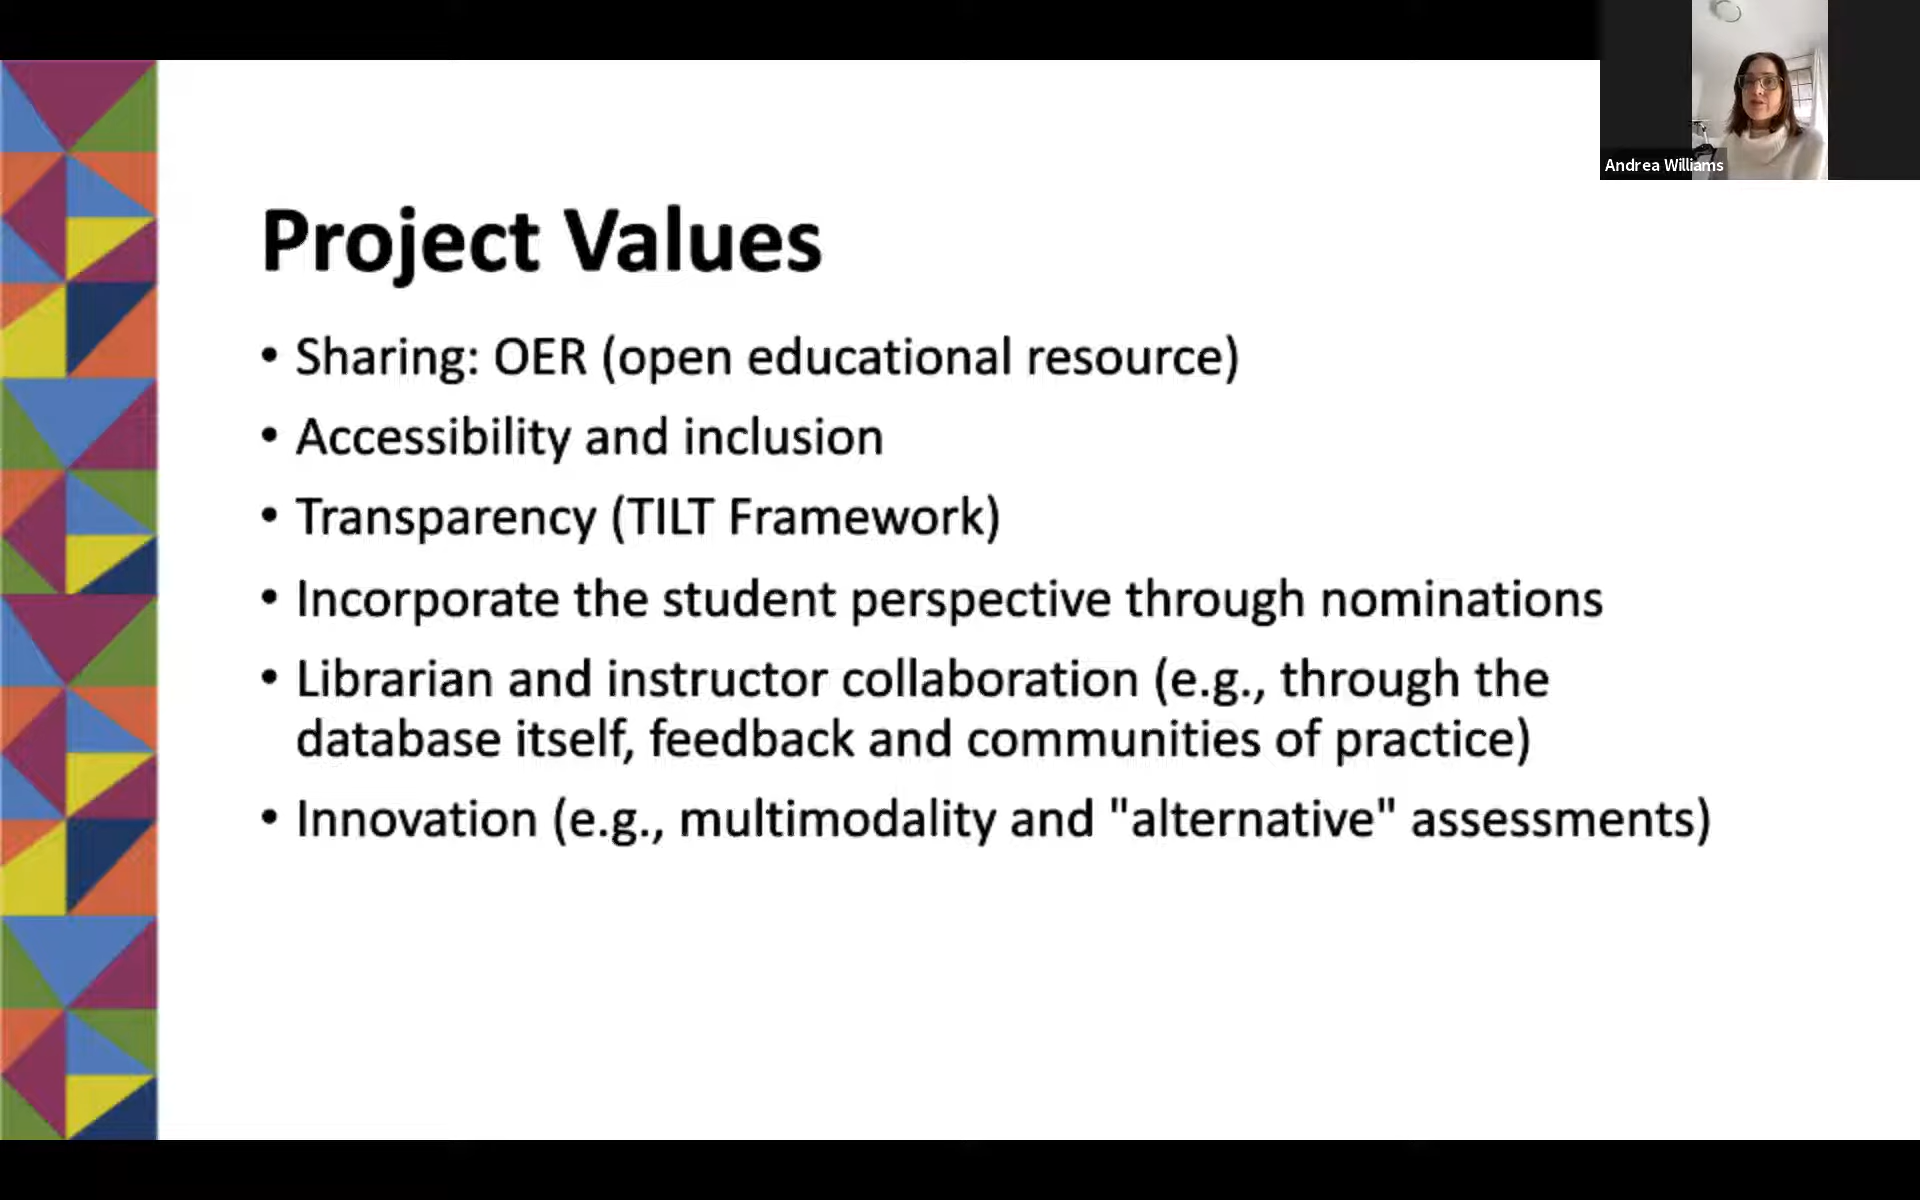 Andrea Williams
Project Values
• Sharing: OER (open educational resource)
• Accessibility and inclusion
• Transparency (TILT Framework)
• Incorporate the student perspective through nominations
• Librarian and instructor collaboration (e.g., through the
database itself, feedback and communities of practice)
• Innovation (e.g., multimodality and "alternative" assessments)